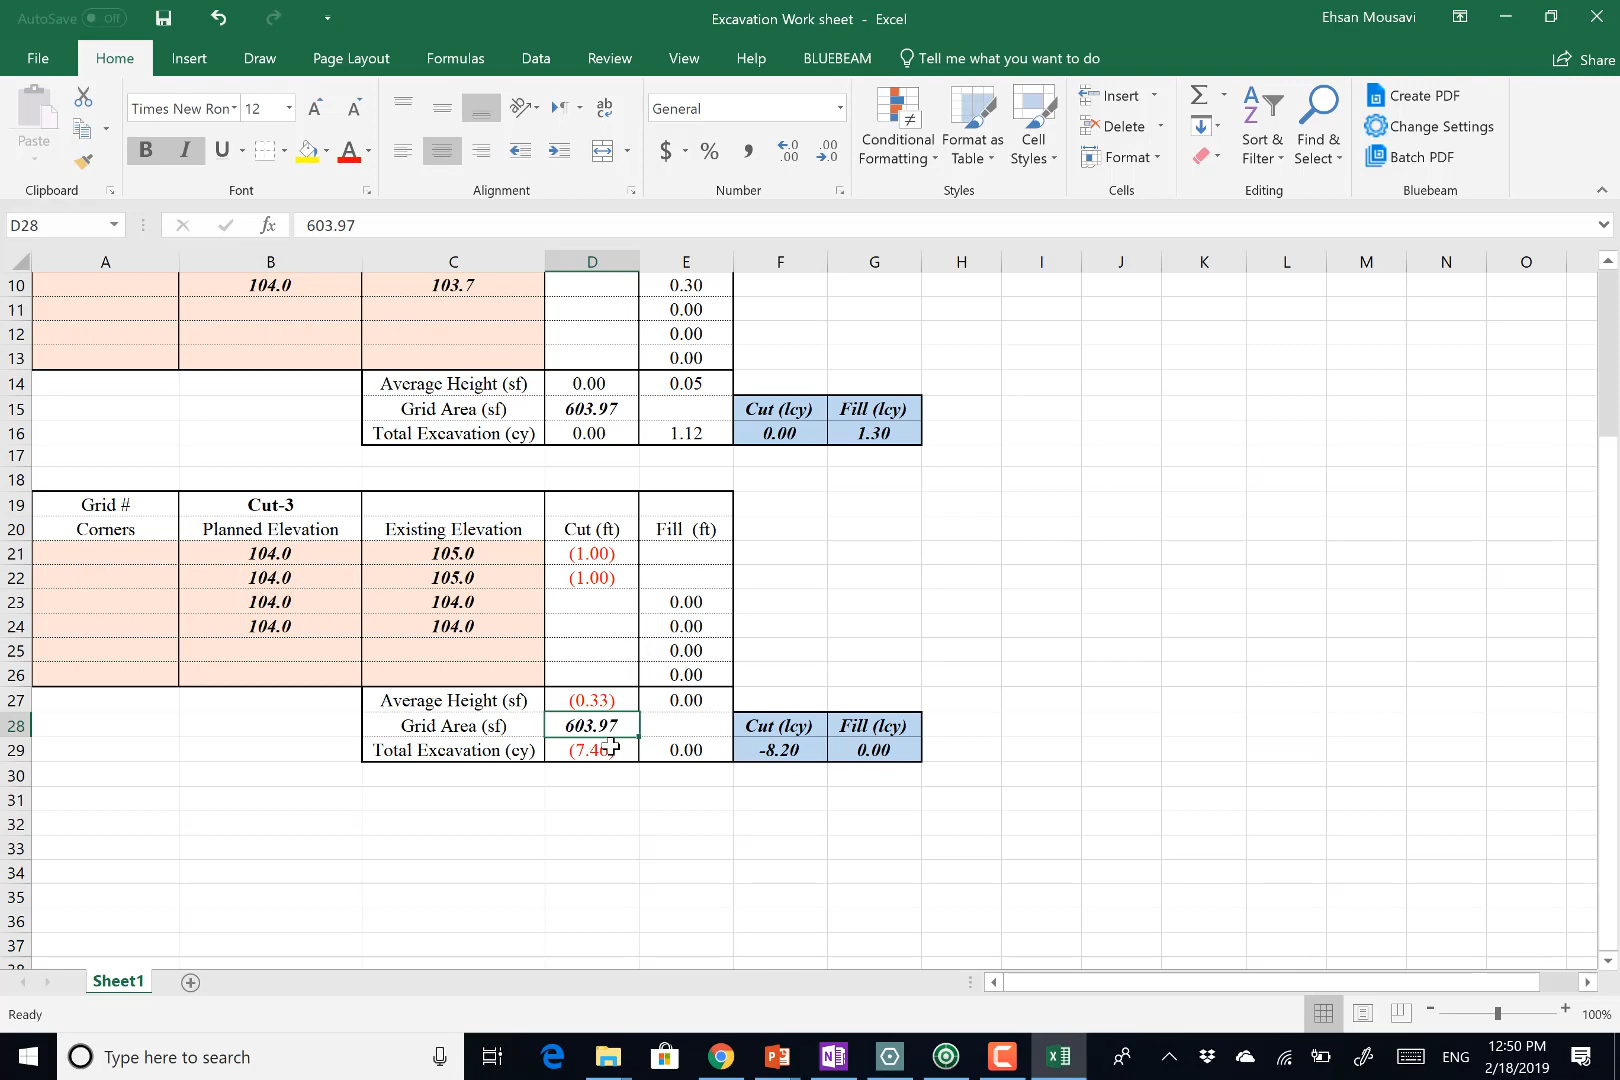 AutoSave Off
Excavation Work sheet - Excel
Ehsan Mousavi
File Home Insert Draw Page Layout Formulas Data Review View Help BLUEBEAM Tell me what you want to do Share
Paste
Times New Ron 12
General
Conditional Formatting
Format as Table
Cell Styles
Insert
Delete
Format
Sort & Filter
Find & Select
Create PDF
Change Settings
Batch PDF
Clipboard Font Alignment Number Styles Cells Editing Bluebeam
D28 fx 603.97
A B C D E F G H I J K L M N O
10 104.0 103.7 0.30
11 0.00
12 0.00
13 0.00
14 Average Height (sf) 0.00 0.05
15 Grid Area (sf) 603.97 Cut (lcy) Fill (lcy)
16 Total Excavation (cy) 0.00 1.12 0.00 1.30
17
18
19 Grid # Cut-3
20 Corners Planned Elevation Existing Elevation Cut (ft) Fill (ft)
21 104.0 105.0 (1.00)
22 104.0 105.0 (1.00)
23 104.0 104.0 0.00
24 104.0 104.0 0.00
25 0.00
26 0.00
27 Average Height (sf) (0.33) 0.00
28 Grid Area (sf) 603.97 Cut (lcy) Fill (lcy)
29 Total Excavation (cy) (7.46) 0.00 -8.20 0.00
30
31
32
33
34
35
36
37
Sheet1
Ready
100%
Type here to search
ENG
12:50 PM
2/18/2019